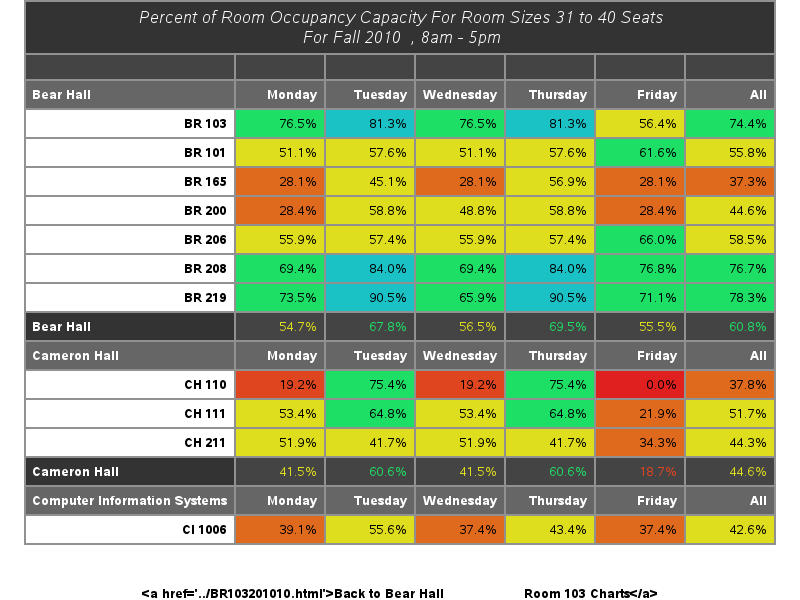 Percent of Room Occupancy Capacity For Room Sizes 31 to 40 Seats
For Fall 2010 , 8am - 5pm
Bear Hall Monday Tuesday Wednesday Thursday Friday All
BR 103 76.5% 81.3% 76.5% 81.3% 56.4% 74.4%
BR 101 51.1% 57.6% 51.1% 57.6% 61.6% 55.8%
BR 165 28.1% 45.1% 28.1% 56.9% 28.1% 37.3%
BR 200 28.4% 58.8% 48.8% 58.8% 28.4% 44.6%
BR 206 55.9% 57.4% 55.9% 57.4% 66.0% 58.5%
BR 208 69.4% 84.0% 69.4% 84.0% 76.8% 76.7%
BR 219 73.5% 90.5% 65.9% 90.5% 71.1% 78.3%
Bear Hall 54.7% 67.8% 56.5% 69.5% 55.5% 60.8%
Cameron Hall Monday Tuesday Wednesday Thursday Friday All
CH 110 19.2% 75.4% 19.2% 75.4% 0.0% 37.8%
CH 111 53.4% 64.8% 53.4% 64.8% 21.9% 51.7%
CH 211 51.9% 41.7% 51.9% 41.7% 34.3% 44.3%
Cameron Hall 41.5% 60.6% 41.5% 60.6% 18.7% 44.6%
Computer Information Systems Monday Tuesday Wednesday Thursday Friday All
CI 1006 39.1% 55.6% 37.4% 43.4% 37.4% 42.6%
<a href='../BR103201010.html'>Back to Bear Hall Room 103 Charts</a>